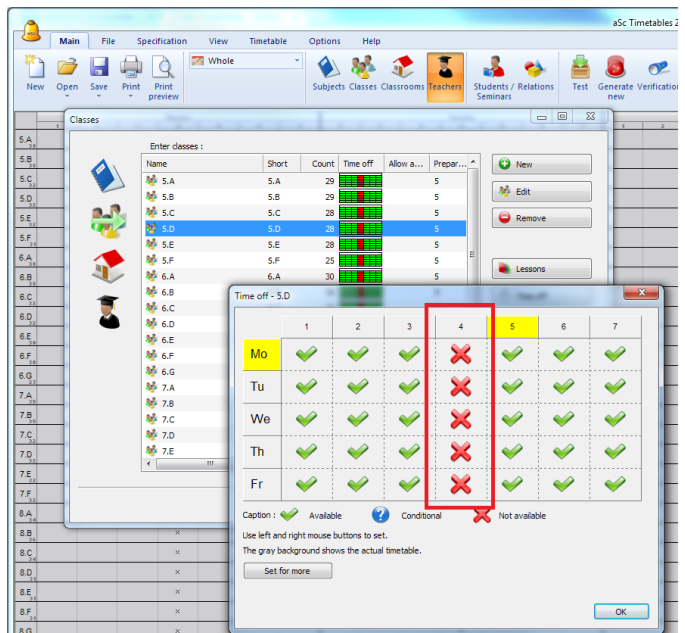 aSc Timetables 2
Main File Specification View Timetable Options Help
Whole
New Open Save Print Print preview Subjects Classes Classrooms Teachers Students / Seminars Relations Test Generate new Verification
Classes
Enter classes :
Name Short Count Time off Allow a... Prepar...
5.A 5.A 29 5
5.B 5.B 29 5
5.C 5.C 28 5
5.D 5.D 28 5
5.E 5.E 28 5
5.F 5.F 25 5
6.A 6.A 30 5
6.B
6.C
6.D
6.E
6.F
6.G
7.A
7.B
7.C
7.D
7.E
New
Edit
Remove
Lessons
Time off
5.A
5.B
5.C
5.D
5.E
5.F
6.A
6.B
6.C
6.D
6.E
6.F
6.G
7.A
7.B
7.C
7.D
7.E
7.F
8.A
8.B
8.C
8.D
8.E
8.F
8.G
Time off - 5.D
1 2 3 4 5 6 7
Mo
Tu
We
Th
Fr
Caption : Available Conditional Not available
Use left and right mouse buttons to set.
The gray background shows the actual timetable.
Set for more
OK